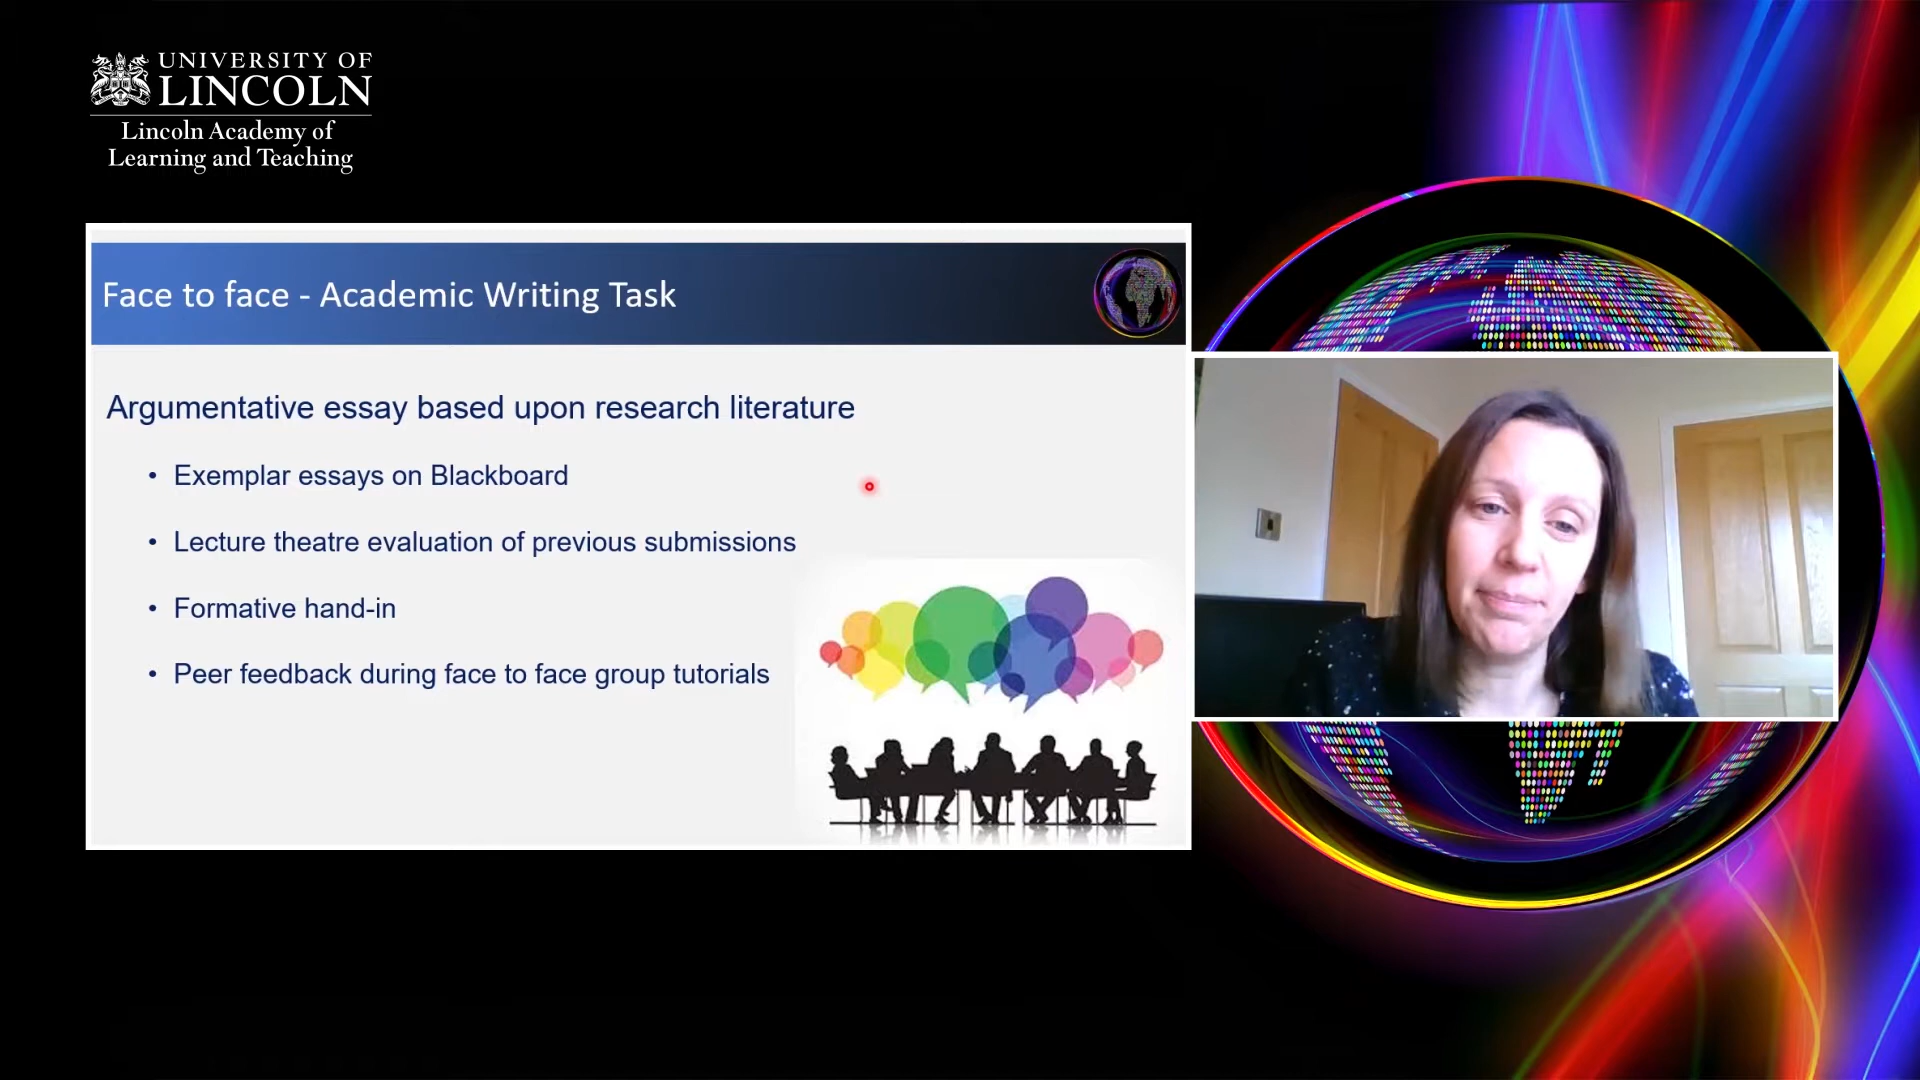 UNIVERSITY OF
LINCOLN
Lincoln Academy of
Learning and Teaching
Face to face - Academic Writing Task
Argumentative essay based upon research literature
• Exemplar essays on Blackboard
• Lecture theatre evaluation of previous submissions
• Formative hand-in
• Peer feedback during face to face group tutorials